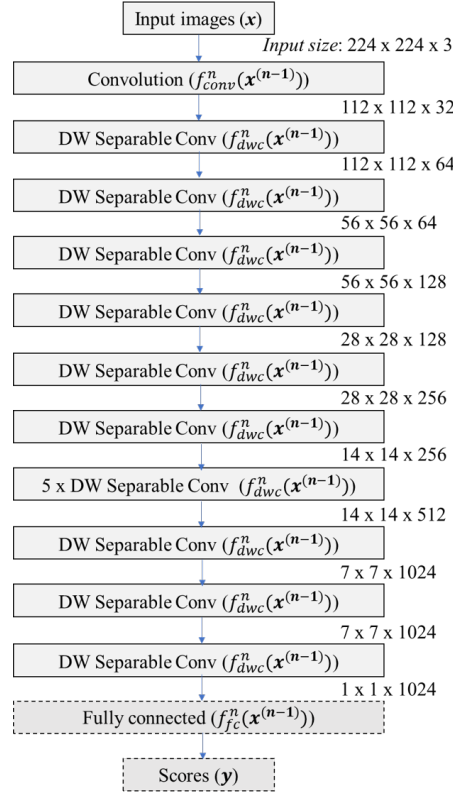 Input images (x)
Input size: 224 x 224 x 3
Convolution (f^n_conv(x^(n−1)))
112 x 112 x 32
DW Separable Conv (f^n_dwc(x^(n−1)))
112 x 112 x 64
DW Separable Conv (f^n_dwc(x^(n−1)))
56 x 56 x 64
DW Separable Conv (f^n_dwc(x^(n−1)))
56 x 56 x 128
DW Separable Conv (f^n_dwc(x^(n−1)))
28 x 28 x 128
DW Separable Conv (f^n_dwc(x^(n−1)))
28 x 28 x 256
DW Separable Conv (f^n_dwc(x^(n−1)))
14 x 14 x 256
5 x DW Separable Conv (f^n_dwc(x^(n−1)))
14 x 14 x 512
DW Separable Conv (f^n_dwc(x^(n−1)))
7 x 7 x 1024
DW Separable Conv (f^n_dwc(x^(n−1)))
7 x 7 x 1024
DW Separable Conv (f^n_dwc(x^(n−1)))
1 x 1 x 1024
Fully connected (f^n_fc(x^(n−1)))
Scores (y)